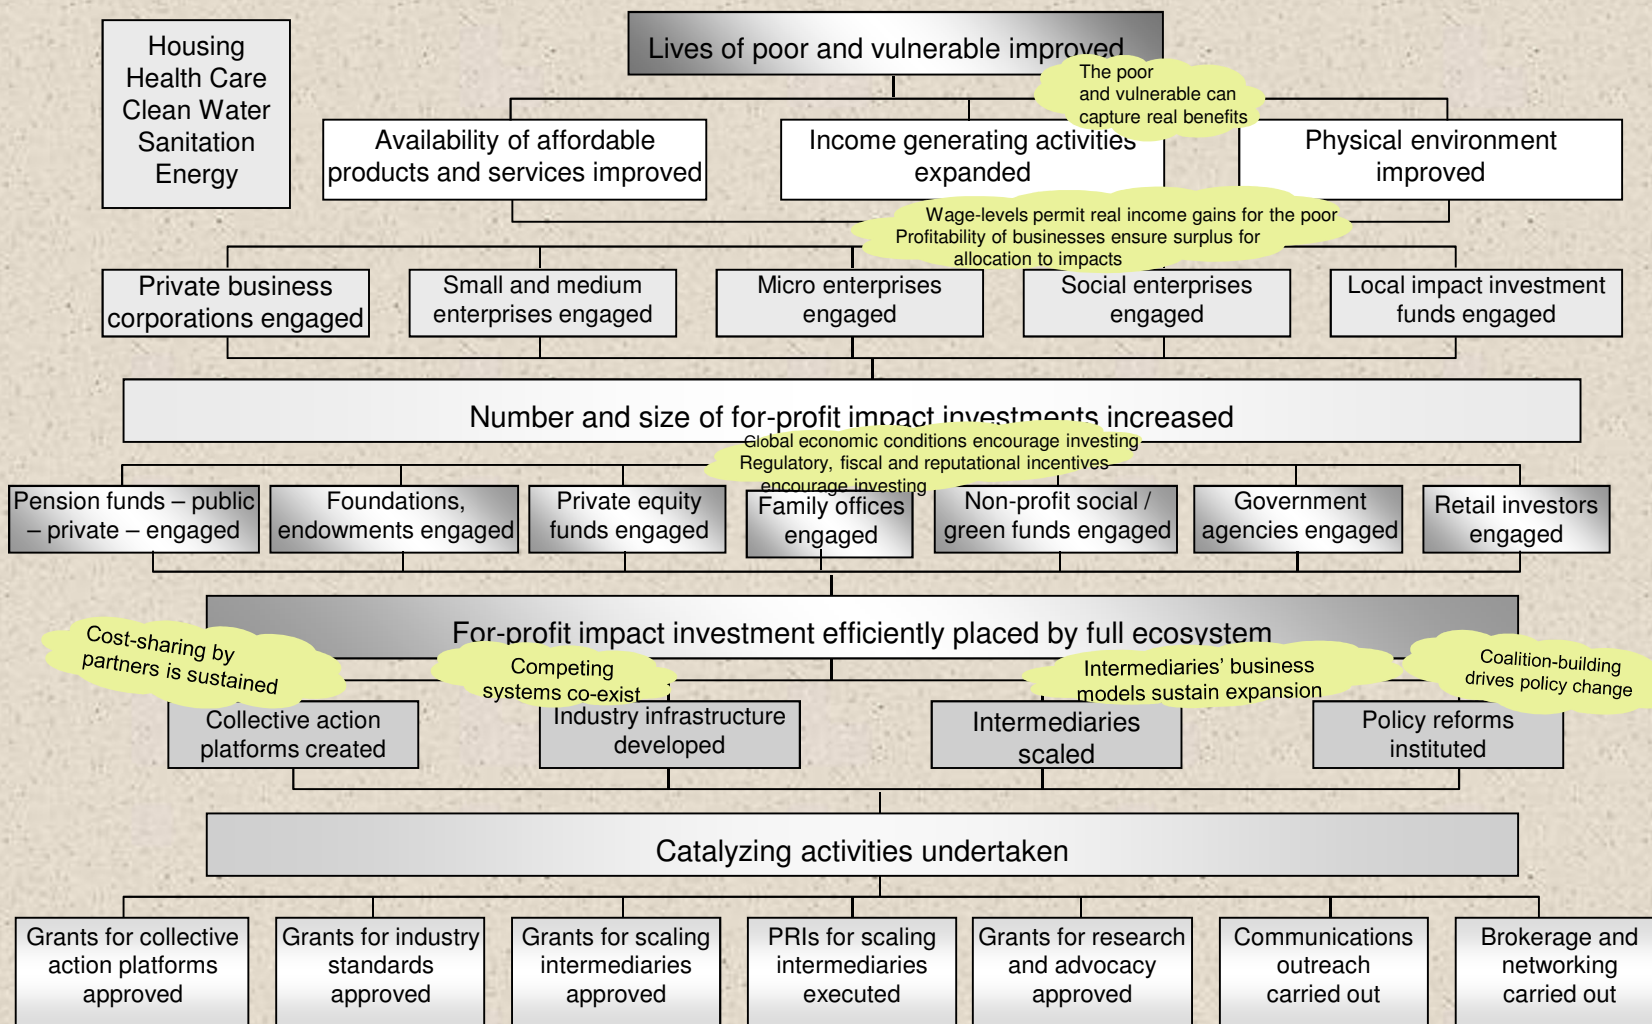 Housing
Health Care
Clean Water
Sanitation
Energy
Lives of poor and vulnerable improved
The poor
and vulnerable can
capture real benefits
Availability of affordable
products and services improved
Income generating activities
expanded
Physical environment
improved
Wage-levels permit real income gains for the poor
Profitability of businesses ensure surplus for
allocation to impacts
Private business
corporations engaged
Small and medium
enterprises engaged
Micro enterprises
engaged
Social enterprises
engaged
Local impact investment
funds engaged
Number and size of for-profit impact investments increased
Global economic conditions encourage investing
Regulatory, fiscal and reputational incentives
encourage investing
Pension funds – public
– private – engaged
Foundations,
endowments engaged
Private equity
funds engaged
Family offices
engaged
Non-profit social /
green funds engaged
Government
agencies engaged
Retail investors
engaged
For-profit impact investment efficiently placed by full ecosystem
Cost-sharing by
partners is sustained
Competing
systems co-exist
Intermediaries’ business
models sustain expansion
Coalition-building
drives policy change
Collective action
platforms created
Industry infrastructure
developed
Intermediaries
scaled
Policy reforms
instituted
Catalyzing activities undertaken
Grants for collective
action platforms
approved
Grants for industry
standards
approved
Grants for scaling
intermediaries
approved
PRIs for scaling
intermediaries
executed
Grants for research
and advocacy
approved
Communications
outreach
carried out
Brokerage and
networking
carried out